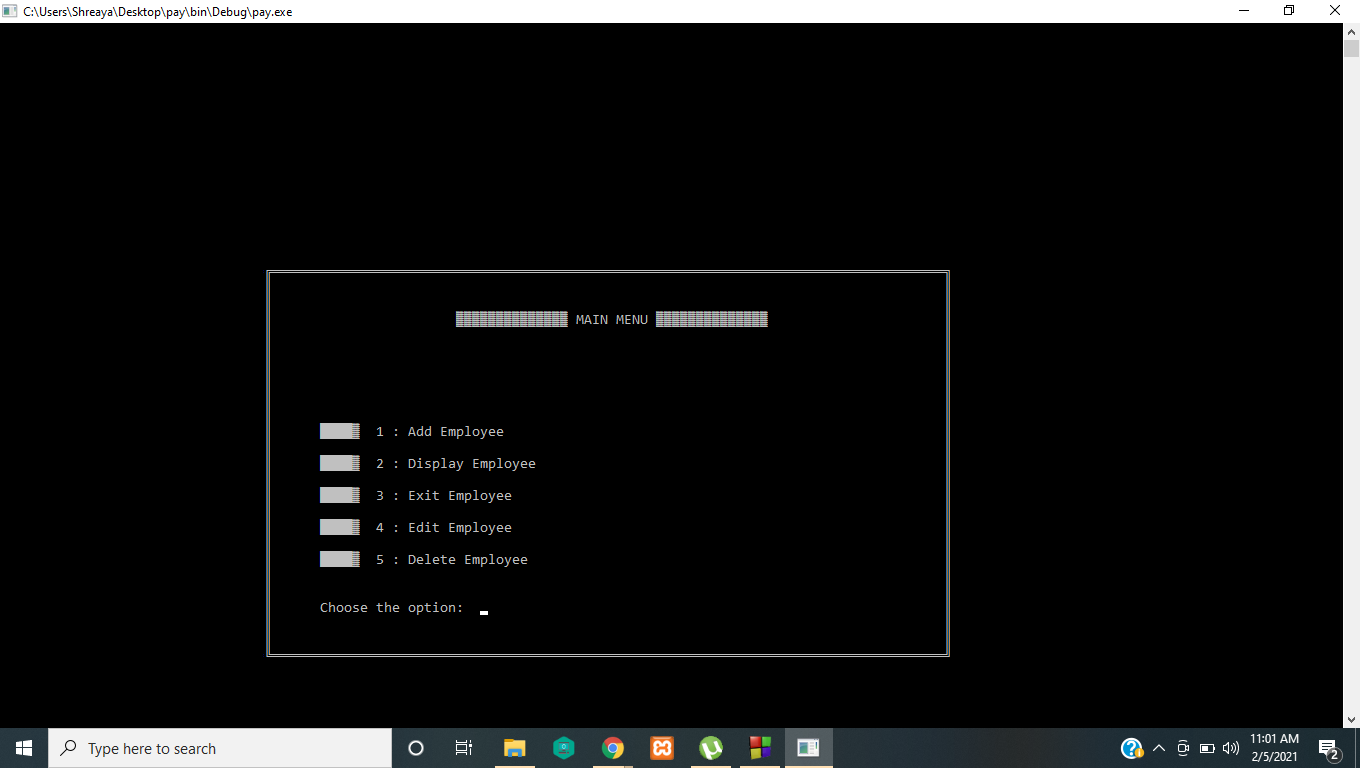 C:\Users\Shreaya\Desktop\pay\bin\Debug\pay.exe
MAIN MENU
1 : Add Employee
2 : Display Employee
3 : Exit Employee
4 : Edit Employee
5 : Delete Employee
Choose the option:
Type here to search
11:01 AM
2/5/2021
2